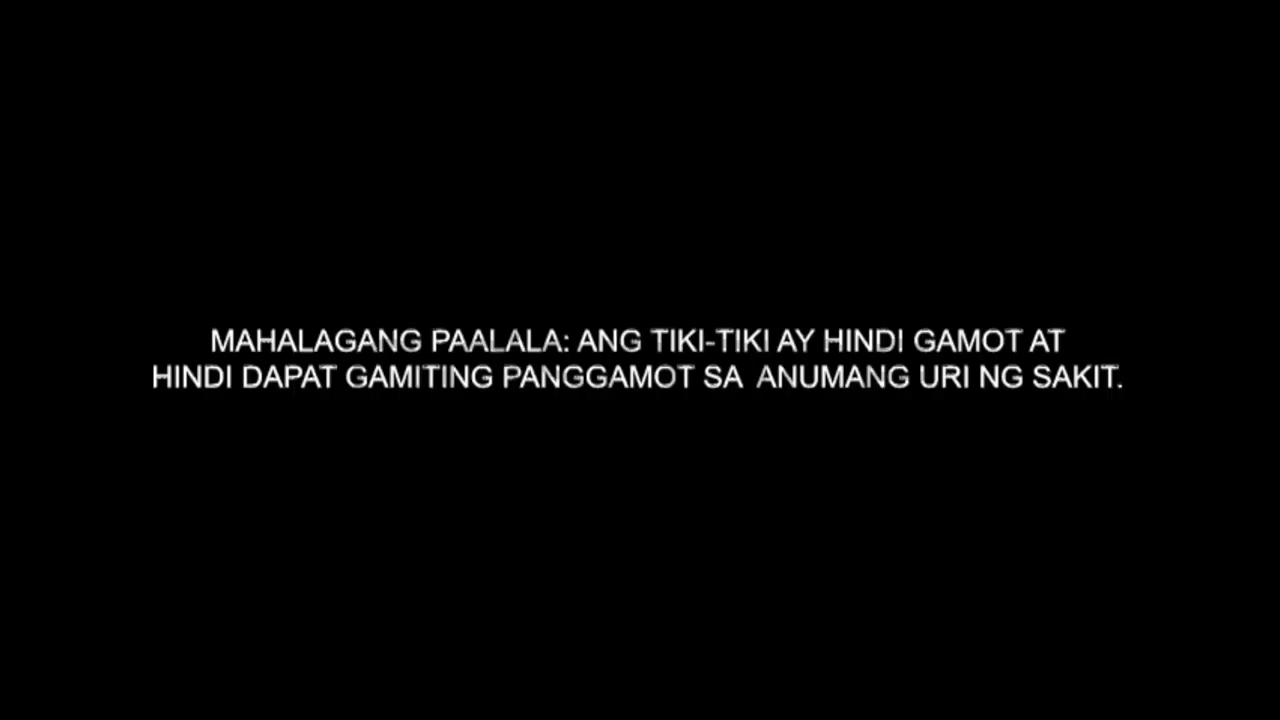 MAHALAGANG PAALALA: ANG TIKI-TIKI AY HINDI GAMOT AT
HINDI DAPAT GAMITING PANGGAMOT SA ANUMANG URI NG SAKIT.